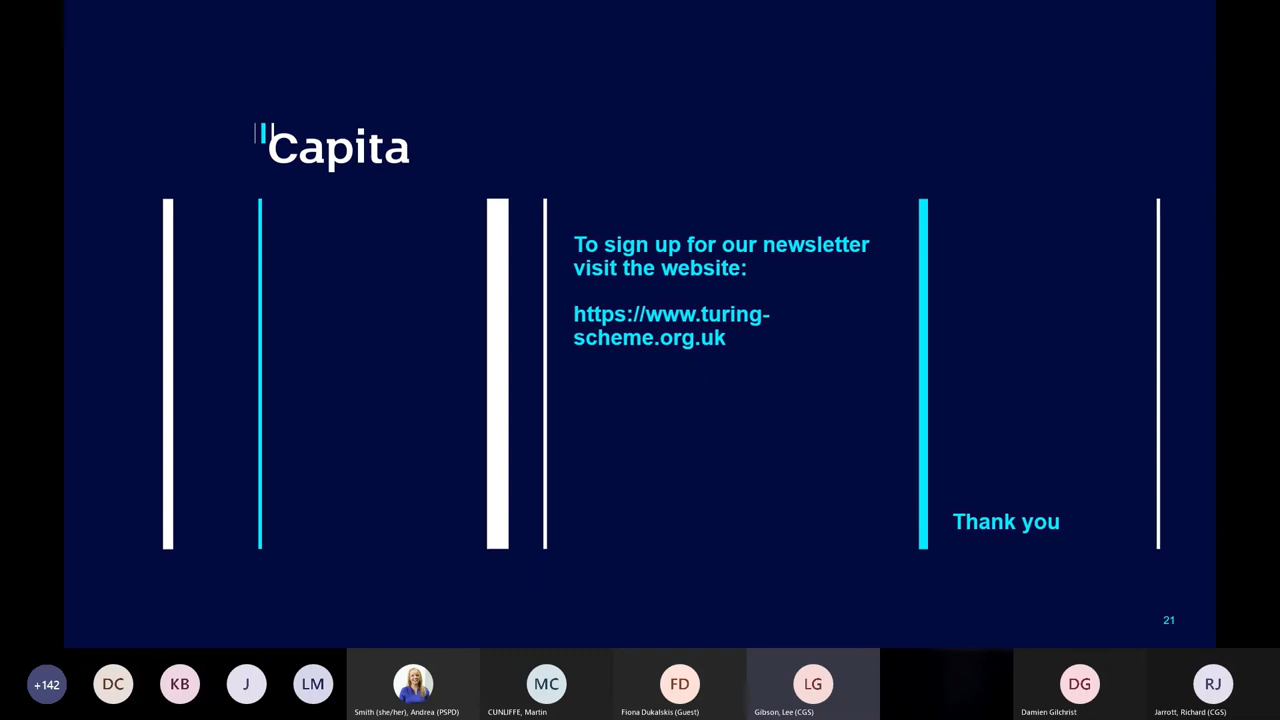 Capita
To sign up for our newsletter
visit the website:
https://www.turing-
scheme.org.uk
Thank you
21
+142
DC
KB
J
LM
MC
FD
LG
DG
RJ
Smith (she/her), Andrea (PSPD)
CUNLIFFE, Martin
Fiona Dukalskis (Guest)
Gibson, Lee (CGS)
Damien Gilchrist
Jarrott, Richard (CGS)